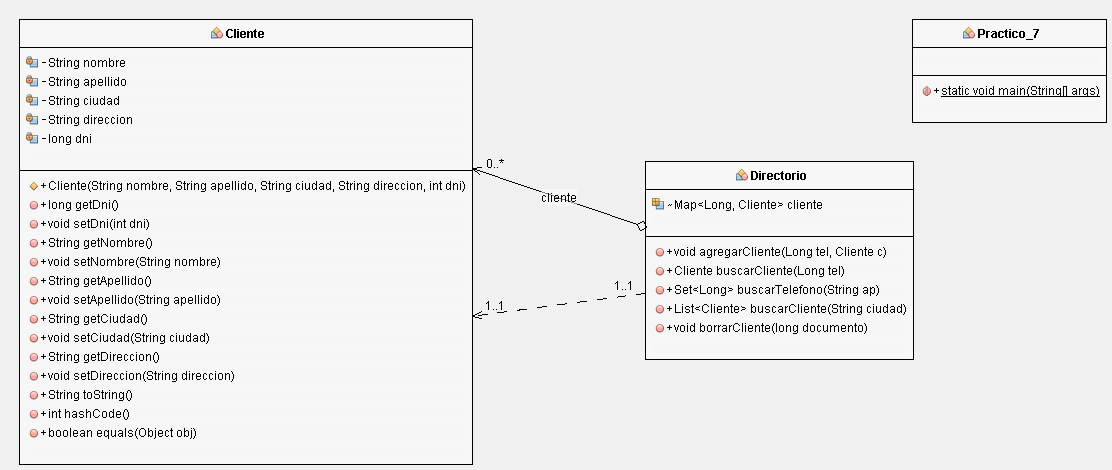 Cliente
-String nombre
-String apellido
-String ciudad
-String direccion
-long dni
+Cliente(String nombre, String apellido, String ciudad, String direccion, int dni)
+long getDni()
+void setDni(int dni)
+String getNombre()
+void setNombre(String nombre)
+String getApellido()
+void setApellido(String apellido)
+String getCiudad()
+void setCiudad(String ciudad)
+String getDireccion()
+void setDireccion(String direccion)
+String toString()
+int hashCode()
+boolean equals(Object obj)
0..*
cliente
1..1
1..1
Directorio
~Map<Long, Cliente> cliente
+void agregarCliente(Long tel, Cliente c)
+Cliente buscarCliente(Long tel)
+Set<Long> buscarTelefono(String ap)
+List<Cliente> buscarCliente(String ciudad)
+void borrarCliente(long documento)
Practico_7
+static void main(String[] args)